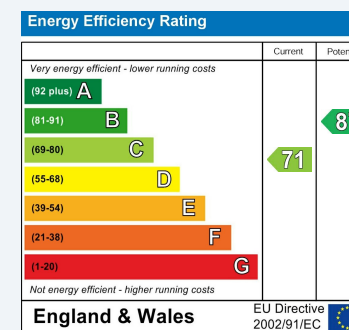 Energy Efficiency Rating
Current
Very energy efficient - lower running costs
(92 plus) A
(81-91) B
(69-80) C
71
(55-68) D
(39-54) E
(21-38) F
(1-20) G
Not energy efficient - higher running costs
England & Wales
EU Directive
2002/91/EC